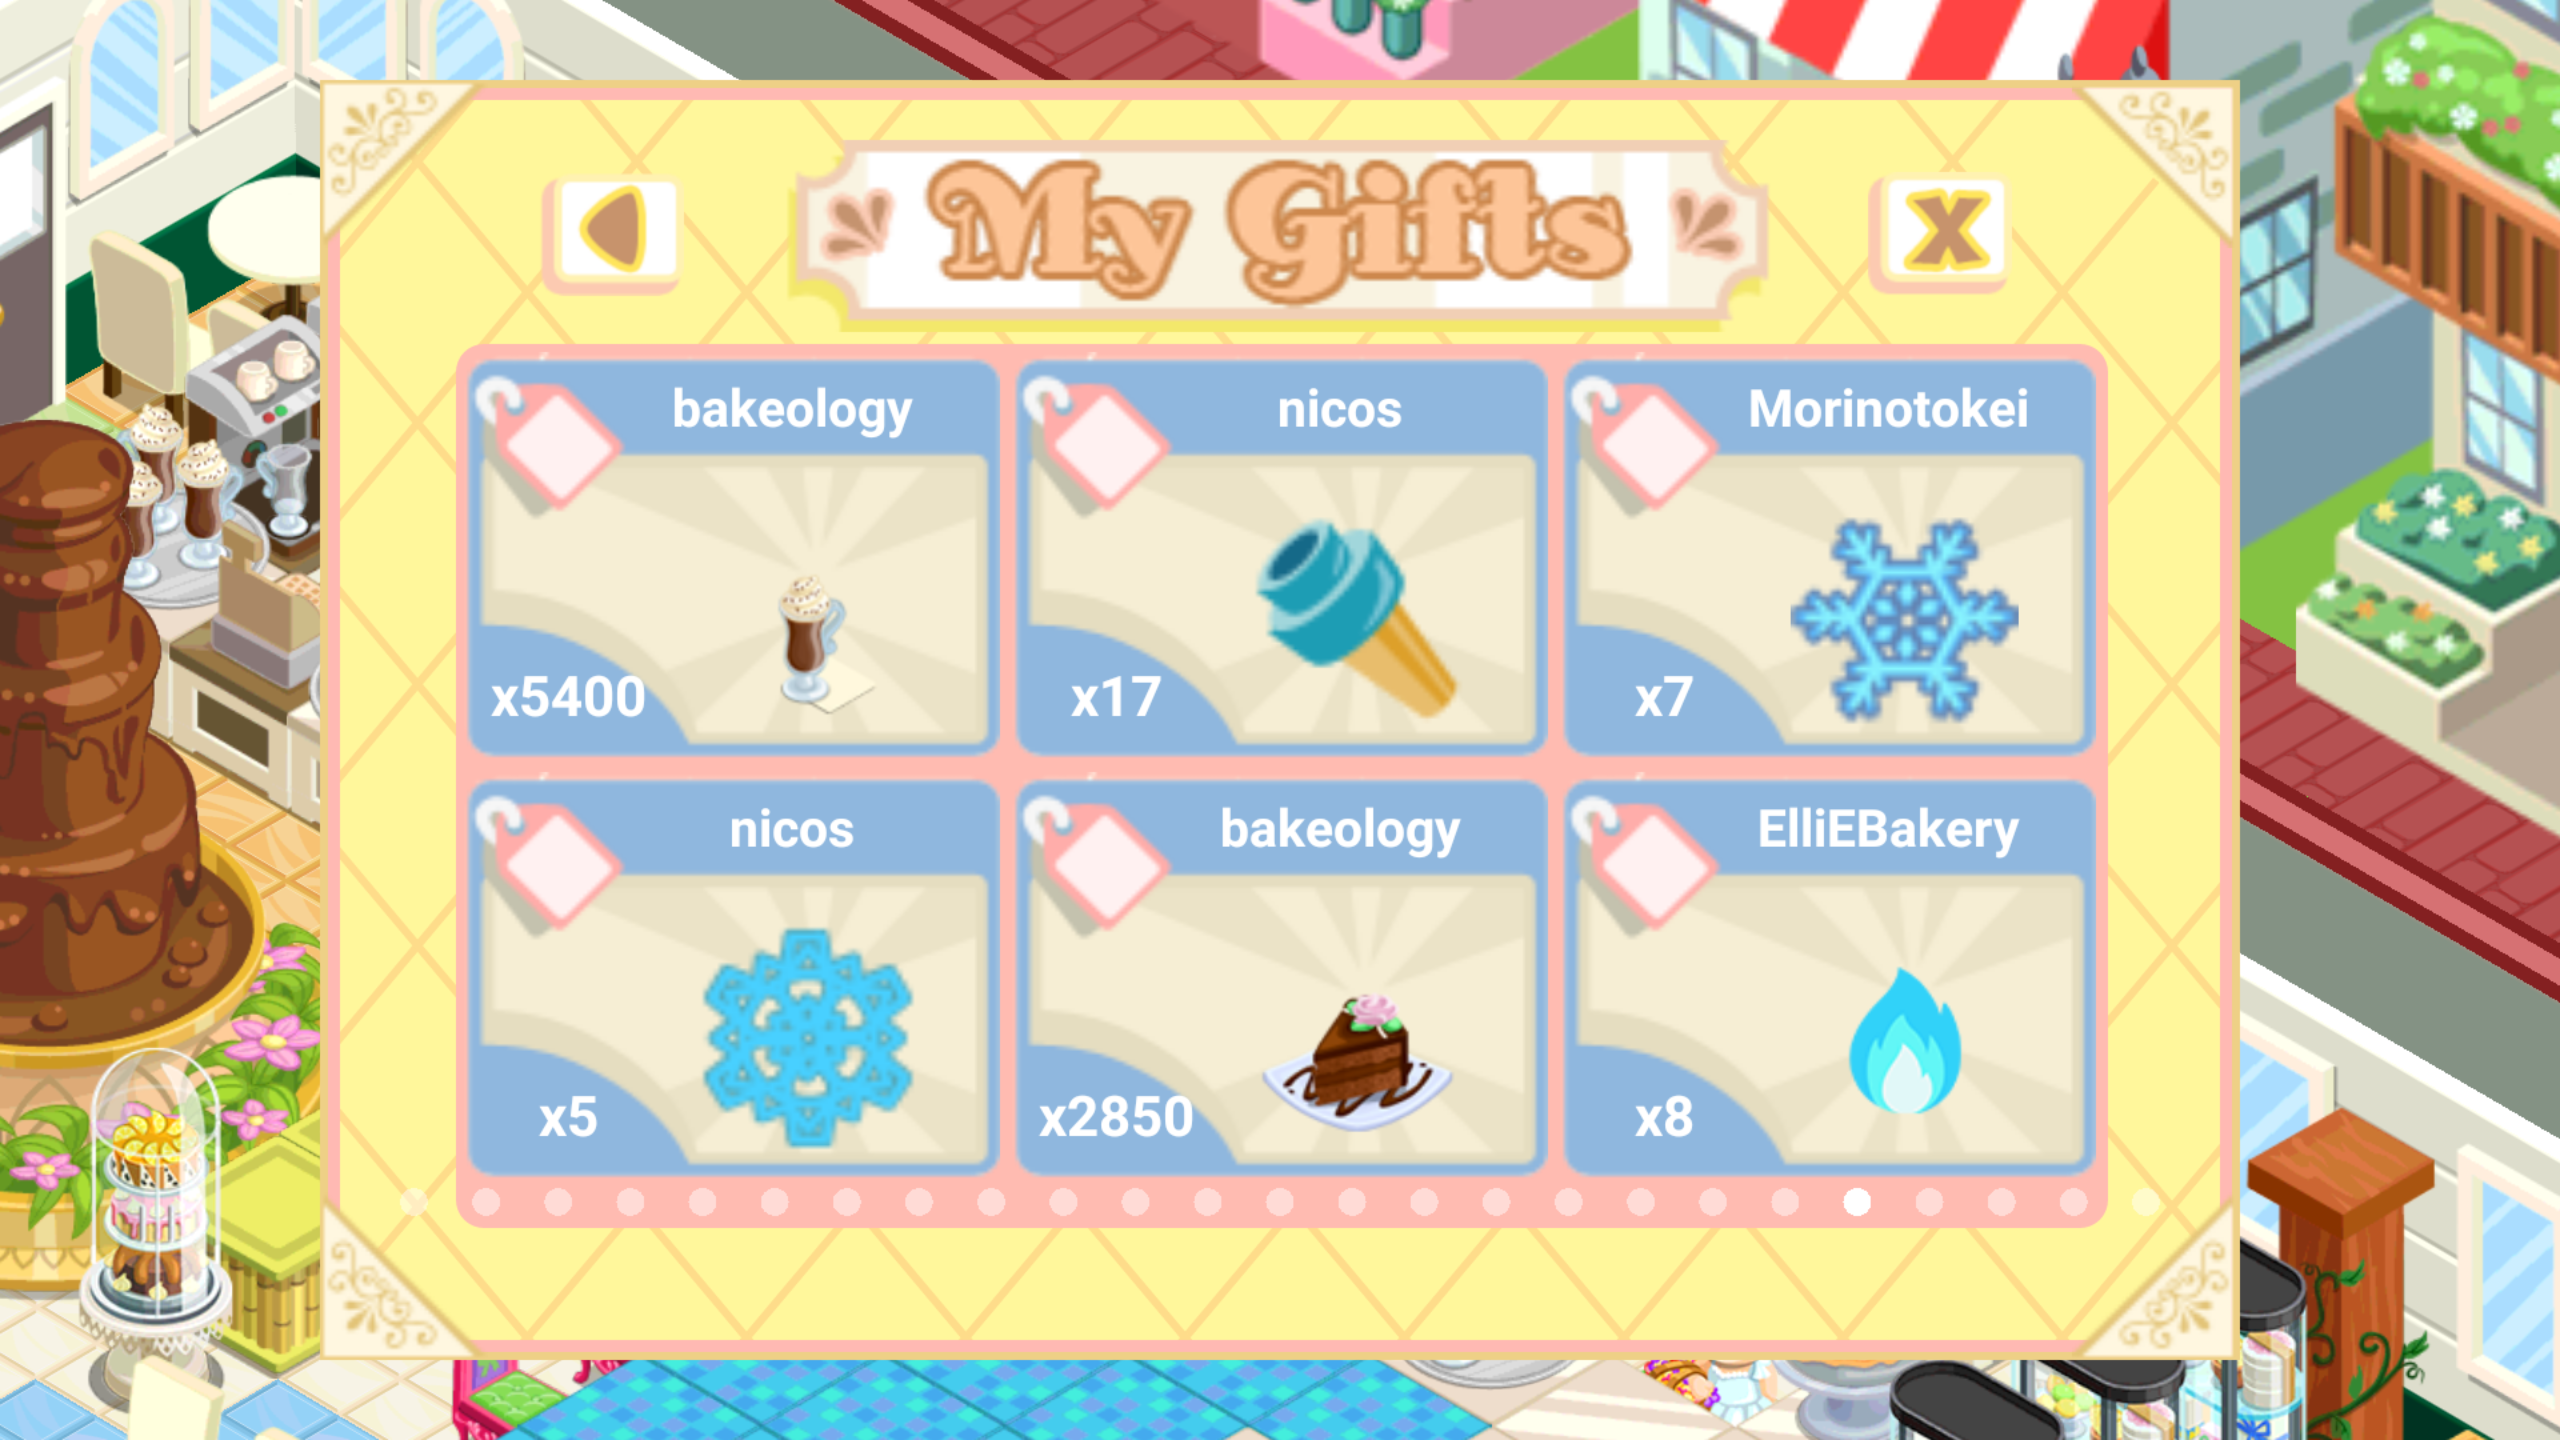 My Gifts
X
bakeology
x5400
nicos
x17
Morinotokei
x7
nicos
x5
bakeology
x2850
ElliEBakery
x8